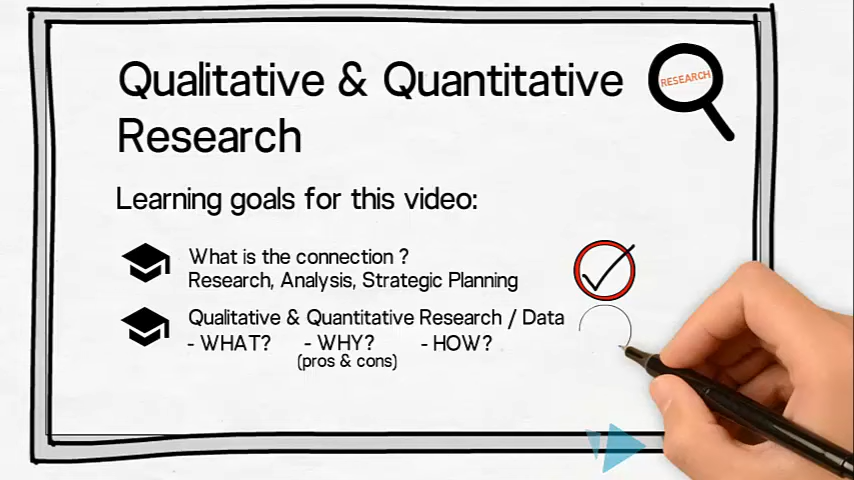 Qualitative & Quantitative
RESEARCH
Research
Learning goals for this video:
What is the connection ?
Research, Analysis, Strategic Planning
Qualitative & Quantitative Research / Data
- WHAT? - WHY? - HOW?
(pros & cons)